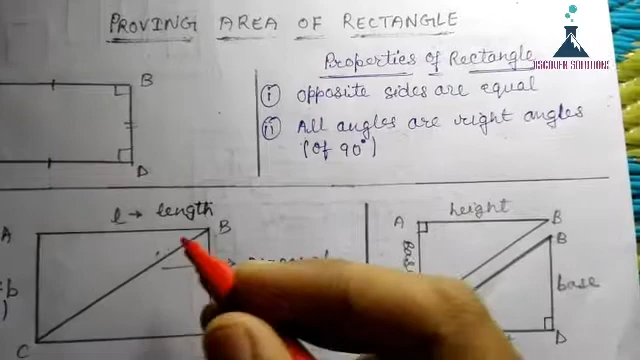 PROVING AREA OF RECTANGLE
DISCOVER SOLUTIONS
Properties of Rectangle
B
(i) opposite sides are equal
(ii) All angles are right angles
(of 90°)
D
l → length
A
B
C
A
height
B
B
Base
base
D